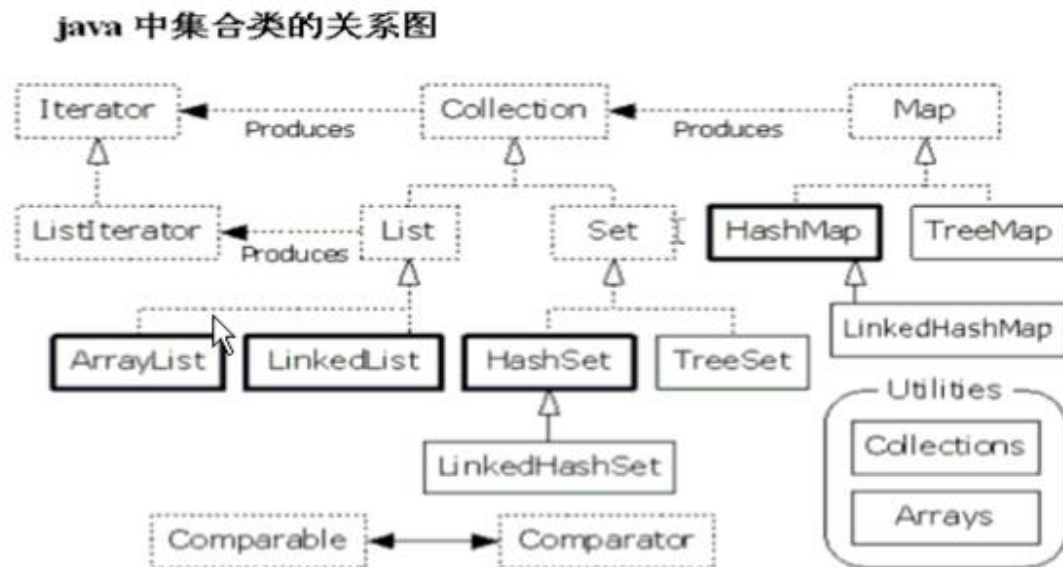 java 中集合类的关系图
Iterator
Produces
Collection
Produces
Map
ListIterator
Produces
List
Set
HashMap
TreeMap
ArrayList
LinkedList
HashSet
TreeSet
LinkedHashMap
LinkedHashSet
Utilities
Collections
Arrays
Comparable
Comparator